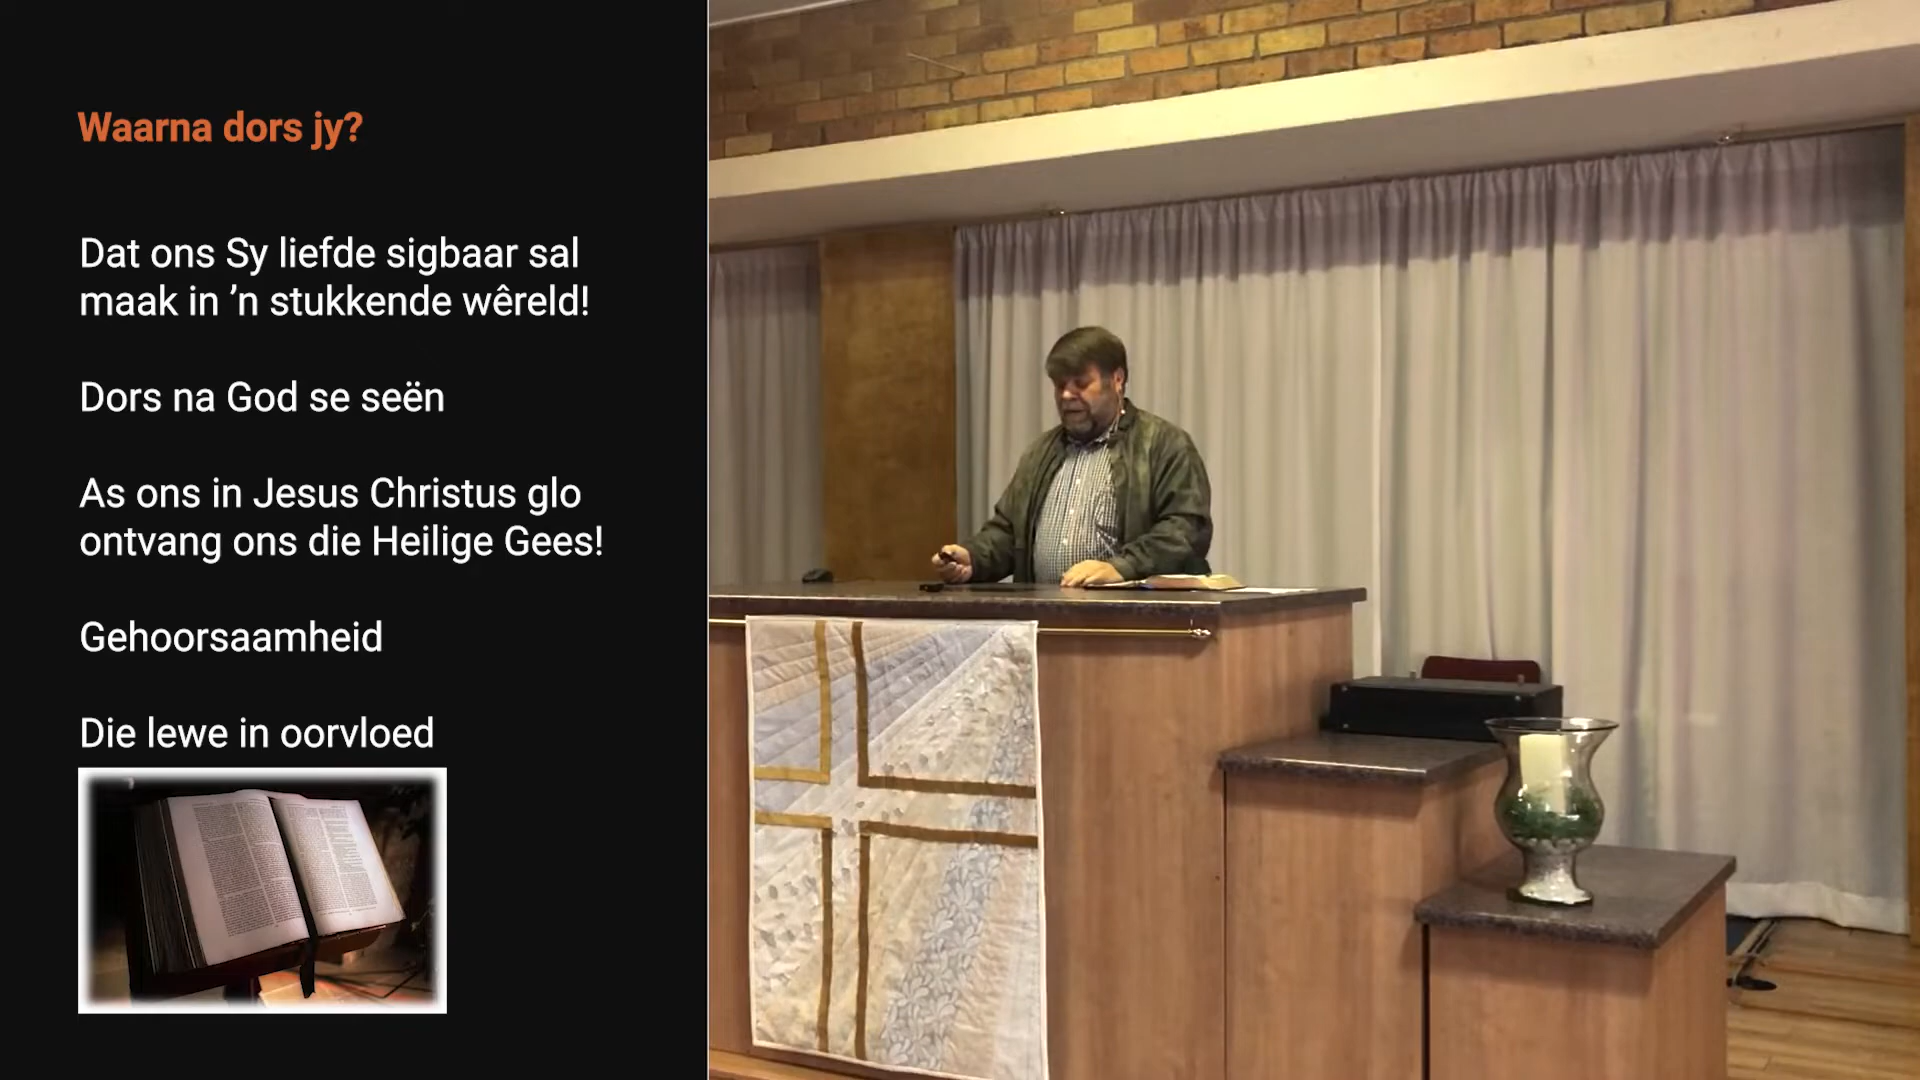 Waarna dors jy?
Dat ons Sy liefde sigbaar sal
maak in ’n stukkende wêreld!
Dors na God se seën
As ons in Jesus Christus glo
ontvang ons die Heilige Gees!
Gehoorsaamheid
Die lewe in oorvloed